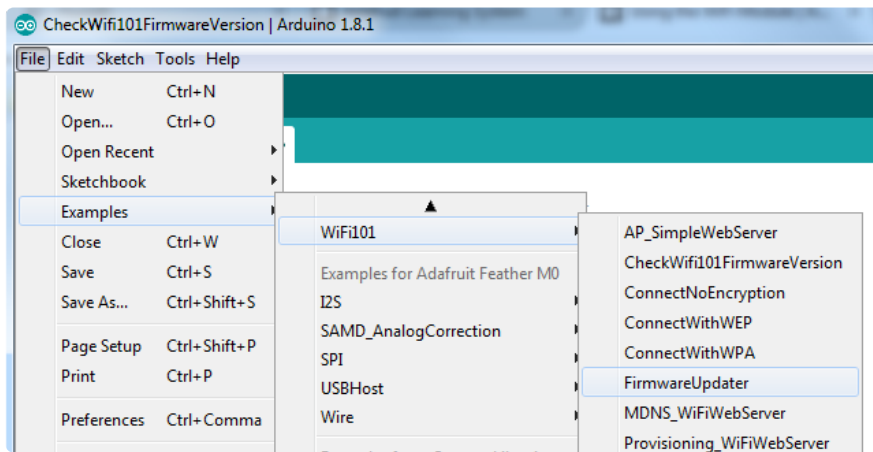 CheckWifi101FirmwareVersion | Arduino 1.8.1
File Edit Sketch Tools Help
New Ctrl+N
Open... Ctrl+O
Open Recent
Sketchbook
Examples
Close Ctrl+W
Save Ctrl+S
Save As... Ctrl+Shift+S
Page Setup Ctrl+Shift+P
Print Ctrl+P
Preferences Ctrl+Comma
WiFi101
Examples for Adafruit Feather M0
I2S
SAMD_AnalogCorrection
SPI
USBHost
Wire
AP_SimpleWebServer
CheckWifi101FirmwareVersion
ConnectNoEncryption
ConnectWithWEP
ConnectWithWPA
FirmwareUpdater
MDNS_WiFiWebServer
Provisioning_WiFiWebServer